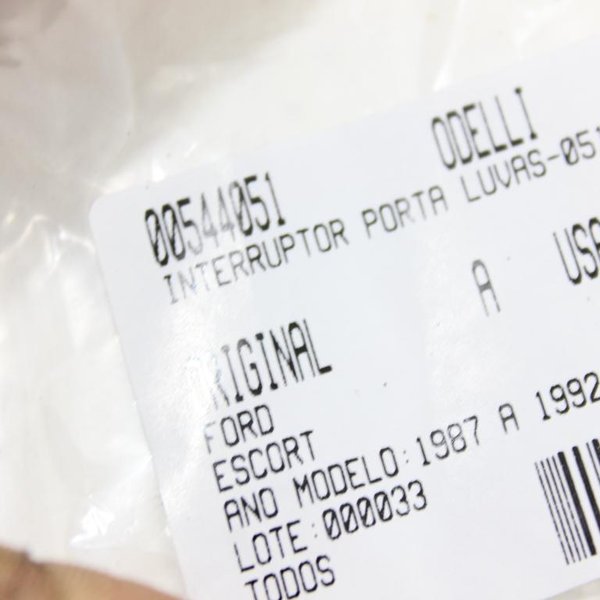 00544051 ODELLI
INTERRUPTOR PORTA LUVAS-051
A
ORIGINAL
FORD
ESCORT
ANO MODELO:1987 A 1992
LOTE:000033
TODOS